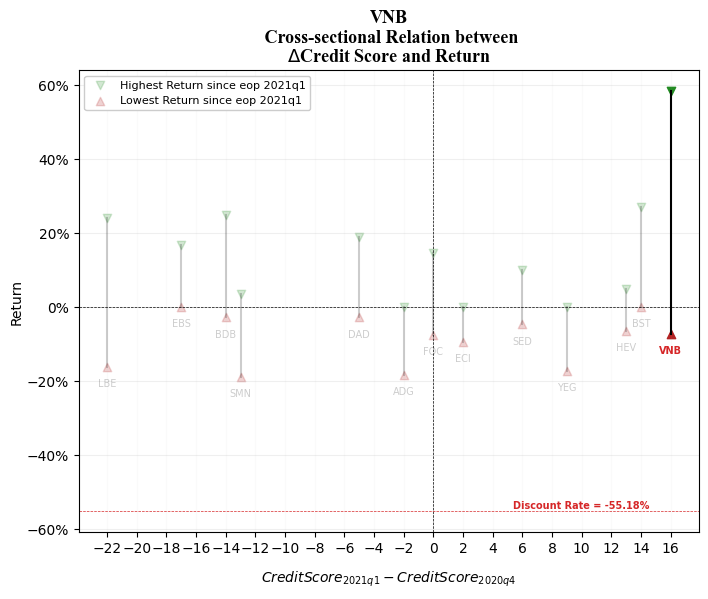 VNB
Cross-sectional Relation between
ΔCredit Score and Return
Highest Return since eop 2021q1
Lowest Return since eop 2021q1
60%
40%
20%
0%
−20%
−40%
−60%
Return
LBE
EBS
BDB
SMN
DAD
ADG
FOC
ECI
SED
YEG
HEV
BST
VNB
Discount Rate = -55.18%
−22 −20 −18 −16 −14 −12 −10 −8 −6 −4 −2 0 2 4 6 8 10 12 14 16
CreditScore2021q1 − CreditScore2020q4